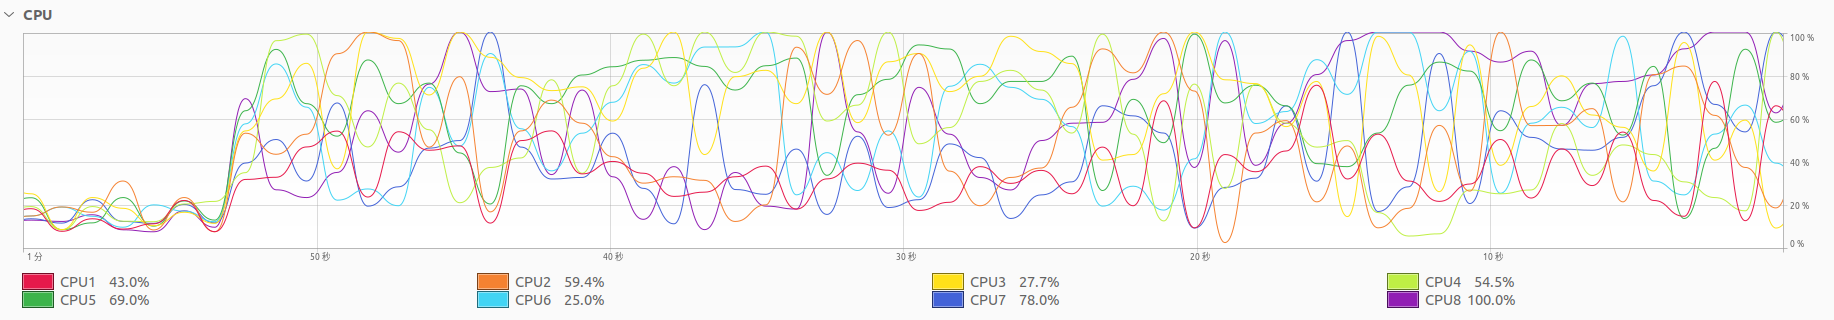 CPU
100 %
80 %
60 %
40 %
20 %
0 %
1 分 50 秒 40 秒 30 秒 20 秒 10 秒
CPU1 43.0% CPU2 59.4% CPU3 27.7% CPU4 54.5%
CPU5 69.0% CPU6 25.0% CPU7 78.0% CPU8 100.0%